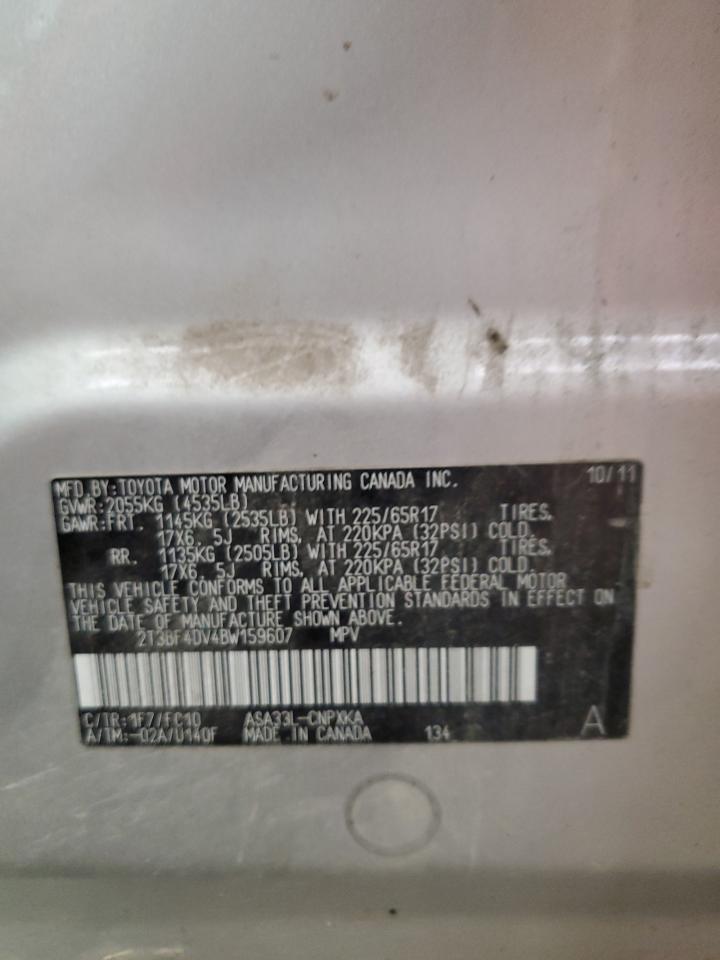 MFD.BY:TOYOTA MOTOR MANUFACTURING CANADA INC. 10/11
GVWR:2055KG (4535LB)
GAWR:FRT. 1145KG (2535LB) WITH 225/65R17 TIRES,
17X6.5J RIMS, AT 220KPA (32PSI) COLD.
RR. 1135KG (2505LB) WITH 225/65R17 TIRES,
17X6.5J RIMS, AT 220KPA (32PSI) COLD.
THIS VEHICLE CONFORMS TO ALL APPLICABLE FEDERAL MOTOR
VEHICLE SAFETY AND THEFT PREVENTION STANDARDS IN EFFECT ON
THE DATE OF MANUFACTURE SHOWN ABOVE.
2T3BF4DV4BW159607 MPV
C/TR:1F7/FC10 ASA33L-CNPXKA
A/TM:-02A/U140F MADE IN CANADA 134 A